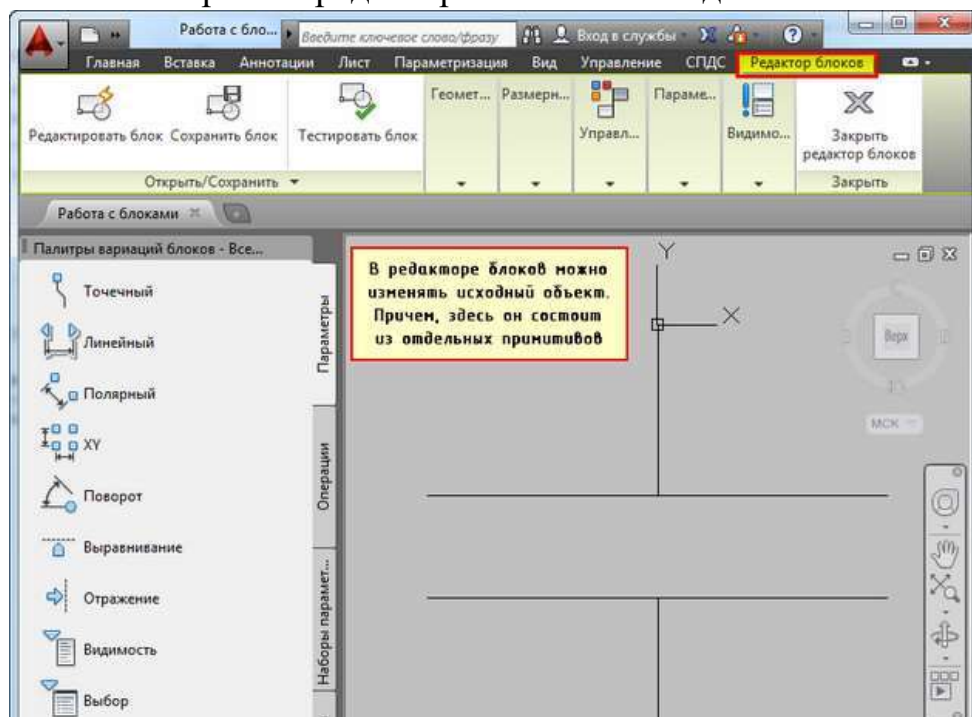 Работа с бло...
Введите ключевое слово/фразу
Вход в службы
Главная Вставка Аннотации Лист Параметризация Вид Управление СПДС Редактор блоков
Редактировать блок Сохранить блок Тестировать блок Геомет... Размерн... Управл... Параме... Видимо... Закрыть
редактор блоков
Открыть/Сохранить Закрыть
Работа с блоками
Палитры вариаций блоков - Все...
Точечный
Линейный
Полярный
XY
Поворот
Выравнивание
Отражение
Видимость
Выбор
Параметры
Операции
Наборы парамет...
В редакторе блоков можно
изменять исходный объект.
Причем, здесь он состоит
из отдельных примитивов
Y
X
Верх
МСК